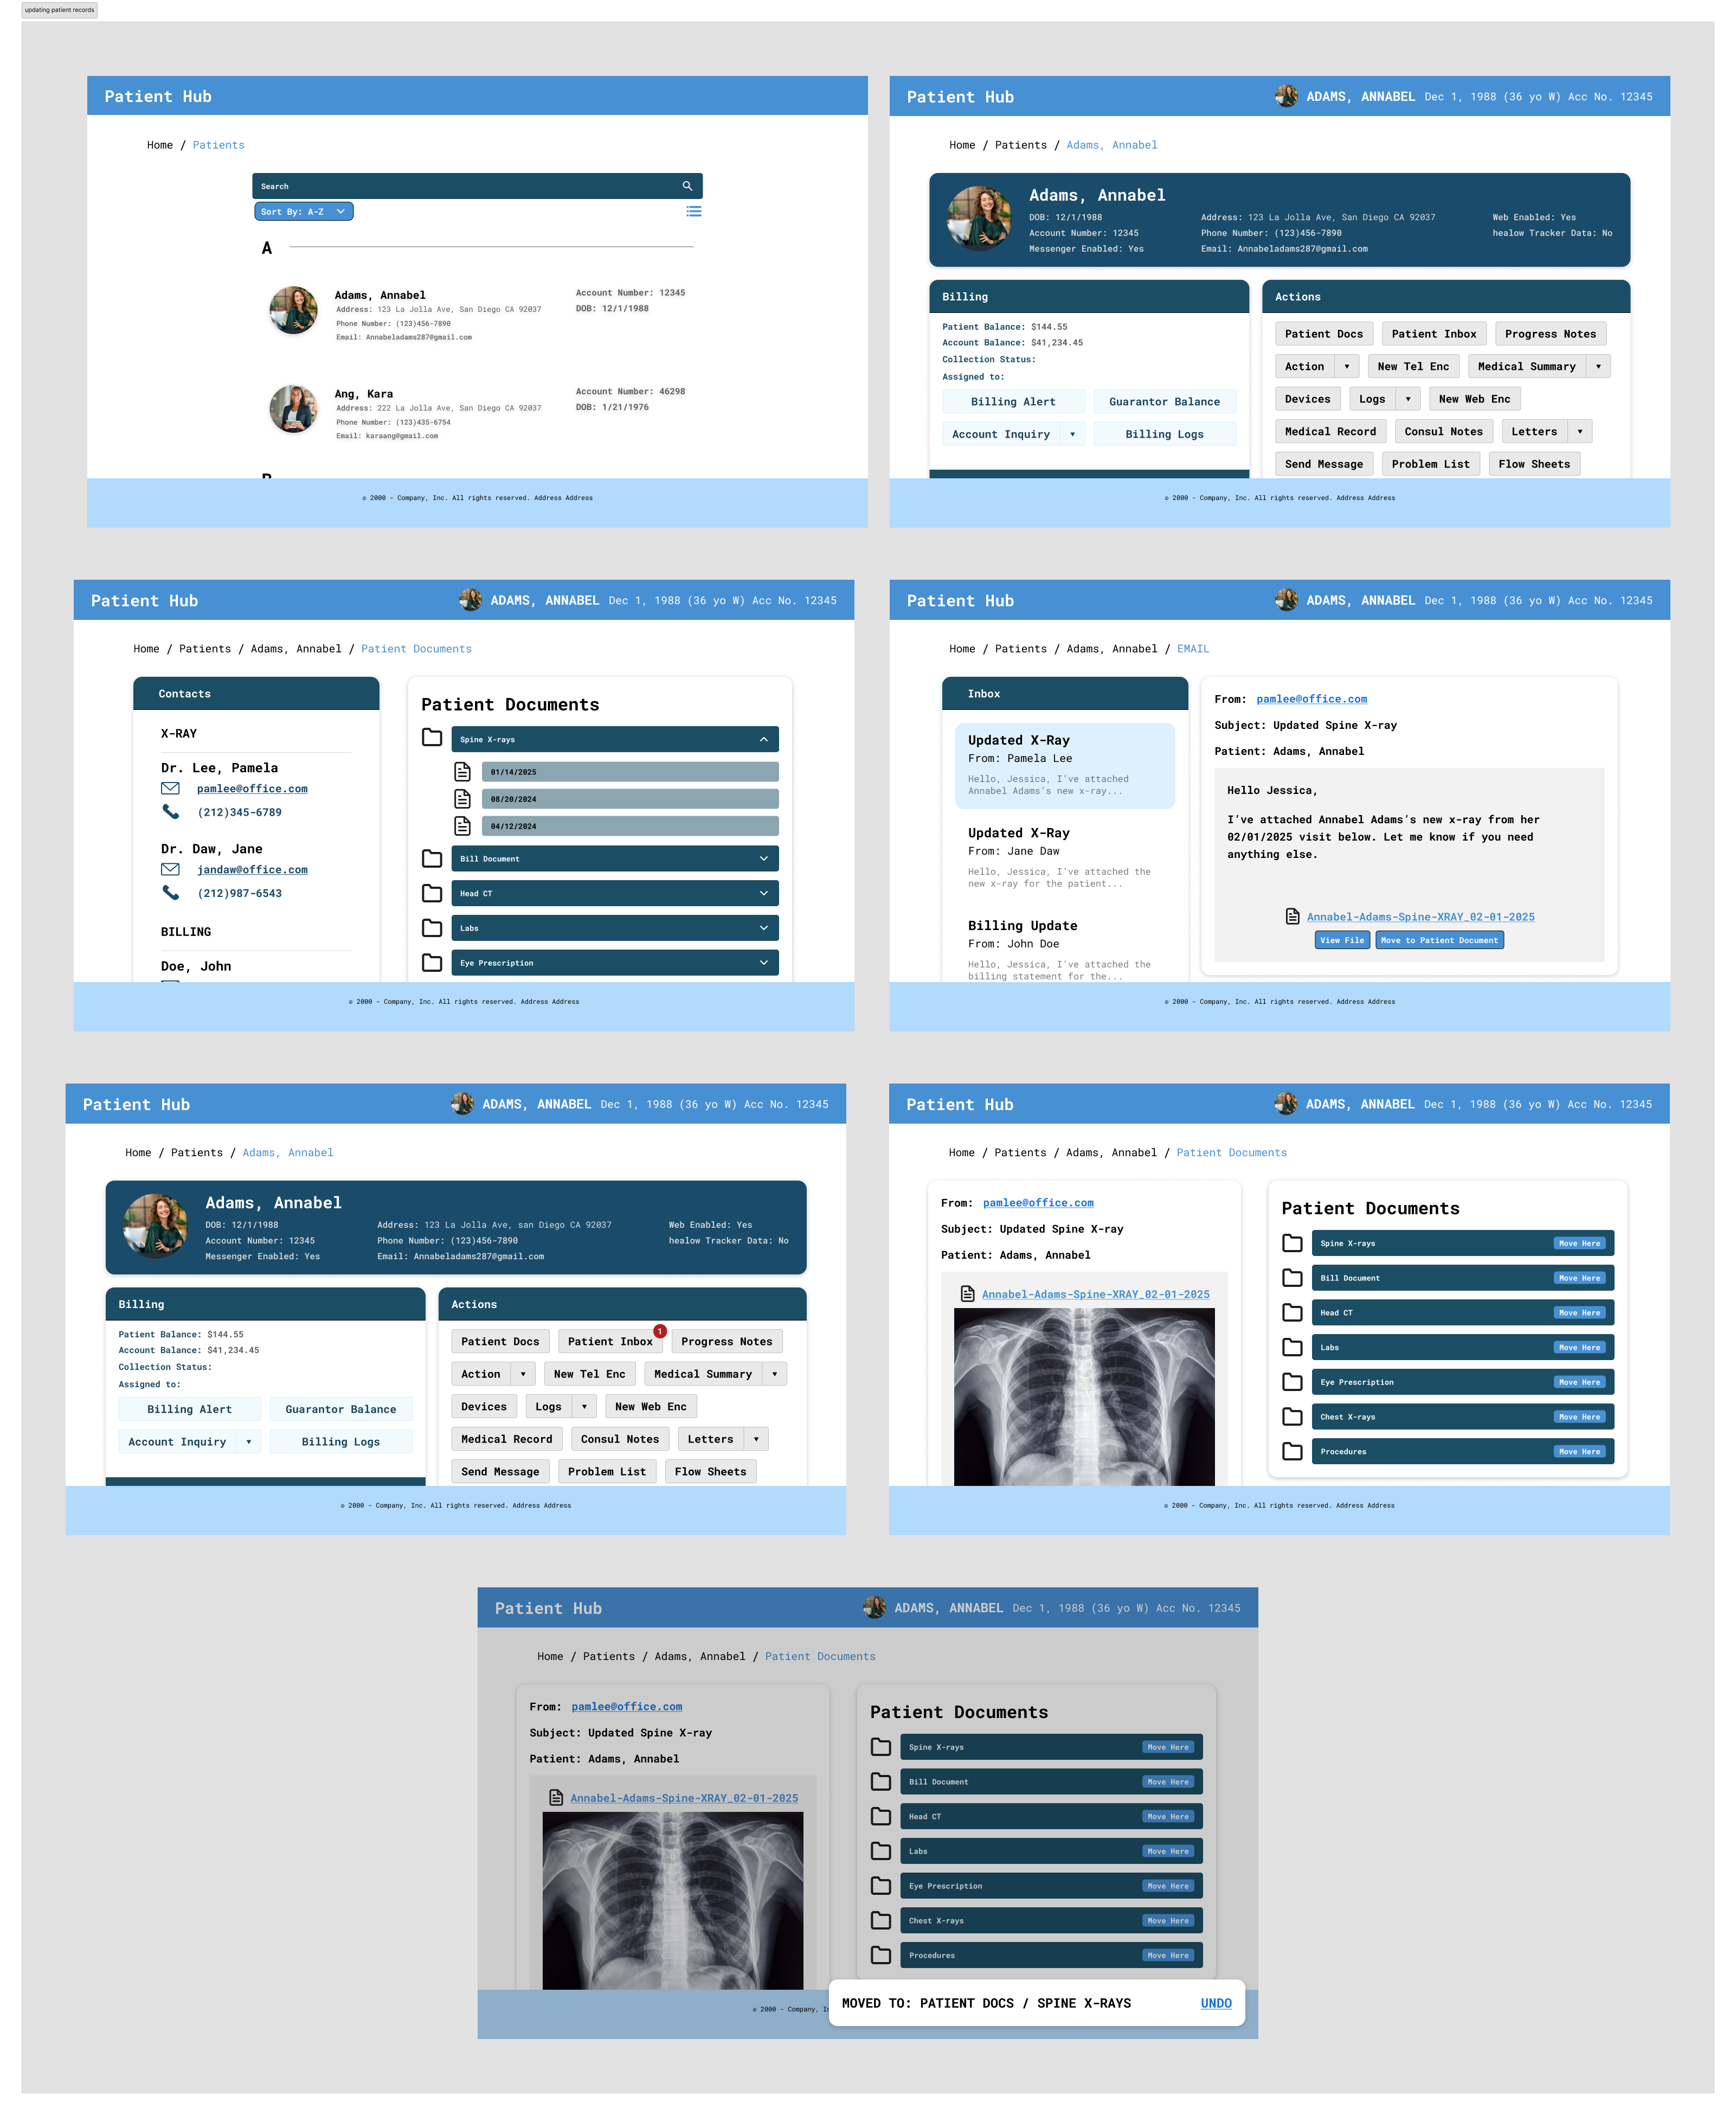 updating patient records
Patient Hub
Home / Patients
Search
Sort By: A-Z
A
Adams, Annabel
Address: 123 La Jolla Ave, San Diego CA 92037
Phone Number: (123)456-7890
Email: Annabeladams287@gmail.com
Account Number: 12345
DOB: 12/1/1988
Ang, Kara
Address: 222 La Jolla Ave, San Diego CA 92037
Phone Number: (123)435-6754
Email: karaang@gmail.com
Account Number: 46298
DOB: 1/21/1976
© 2000 - Company, Inc. All rights reserved. Address Address
Patient Hub
ADAMS, ANNABEL Dec 1, 1988 (36 yo W) Acc No. 12345
Home / Patients / Adams, Annabel
Adams, Annabel
DOB: 12/1/1988
Account Number: 12345
Messenger Enabled: Yes
Address: 123 La Jolla Ave, San Diego CA 92037
Phone Number: (123)456-7890
Email: Annabeladams287@gmail.com
Web Enabled: Yes
healow Tracker Data: No
Billing
Patient Balance: $144.55
Account Balance: $41,234.45
Collection Status:
Assigned to:
Billing Alert
Guarantor Balance
Account Inquiry
Billing Logs
Actions
Patient Docs
Patient Inbox
Progress Notes
Action
New Tel Enc
Medical Summary
Devices
Logs
New Web Enc
Medical Record
Consul Notes
Letters
Send Message
Problem List
Flow Sheets
© 2000 - Company, Inc. All rights reserved. Address Address
Patient Hub
ADAMS, ANNABEL Dec 1, 1988 (36 yo W) Acc No. 12345
Home / Patients / Adams, Annabel / Patient Documents
Contacts
X-RAY
Dr. Lee, Pamela
pamlee@office.com
(212)345-6789
Dr. Daw, Jane
jandaw@office.com
(212)987-6543
BILLING
Doe, John
Patient Documents
Spine X-rays
01/14/2025
08/20/2024
04/12/2024
Bill Document
Head CT
Labs
Eye Prescription
© 2000 - Company, Inc. All rights reserved. Address Address
Patient Hub
ADAMS, ANNABEL Dec 1, 1988 (36 yo W) Acc No. 12345
Home / Patients / Adams, Annabel / EMAIL
Inbox
Updated X-Ray
From: Pamela Lee
Hello, Jessica, I've attached
Annabel Adams's new x-ray...
Updated X-Ray
From: Jane Daw
Hello, Jessica, I've attached the
new x-ray for the patient...
Billing Update
From: John Doe
Hello, Jessica, I've attached the
billing statement for the...
From: pamlee@office.com
Subject: Updated Spine X-ray
Patient: Adams, Annabel
Hello Jessica,
I've attached Annabel Adams's new x-ray from her
02/01/2025 visit below. Let me know if you need
anything else.
Annabel-Adams-Spine-XRAY_02-01-2025
View File
Move to Patient Document
© 2000 - Company, Inc. All rights reserved. Address Address
Patient Hub
ADAMS, ANNABEL Dec 1, 1988 (36 yo W) Acc No. 12345
Home / Patients / Adams, Annabel
Adams, Annabel
DOB: 12/1/1988
Account Number: 12345
Messenger Enabled: Yes
Address: 123 La Jolla Ave, san Diego CA 92037
Phone Number: (123)456-7890
Email: Annabeladams287@gmail.com
Web Enabled: Yes
healow Tracker Data: No
Billing
Patient Balance: $144.55
Account Balance: $41,234.45
Collection Status:
Assigned to:
Billing Alert
Guarantor Balance
Account Inquiry
Billing Logs
Actions
Patient Docs
Patient Inbox
1
Progress Notes
Action
New Tel Enc
Medical Summary
Devices
Logs
New Web Enc
Medical Record
Consul Notes
Letters
Send Message
Problem List
Flow Sheets
© 2000 - Company, Inc. All rights reserved. Address Address
Patient Hub
ADAMS, ANNABEL Dec 1, 1988 (36 yo W) Acc No. 12345
Home / Patients / Adams, Annabel / Patient Documents
From: pamlee@office.com
Subject: Updated Spine X-ray
Patient: Adams, Annabel
Annabel-Adams-Spine-XRAY_02-01-2025
Patient Documents
Spine X-rays Move Here
Bill Document Move Here
Head CT Move Here
Labs Move Here
Eye Prescription Move Here
Chest X-rays Move Here
Procedures Move Here
© 2000 - Company, Inc. All rights reserved. Address Address
Patient Hub
ADAMS, ANNABEL Dec 1, 1988 (36 yo W) Acc No. 12345
Home / Patients / Adams, Annabel / Patient Documents
From: pamlee@office.com
Subject: Updated Spine X-ray
Patient: Adams, Annabel
Annabel-Adams-Spine-XRAY_02-01-2025
Patient Documents
Spine X-rays Move Here
Bill Document Move Here
Head CT Move Here
Labs Move Here
Eye Prescription Move Here
Chest X-rays Move Here
Procedures Move Here
© 2000 - Company,
MOVED TO: PATIENT DOCS / SPINE X-RAYS UNDO